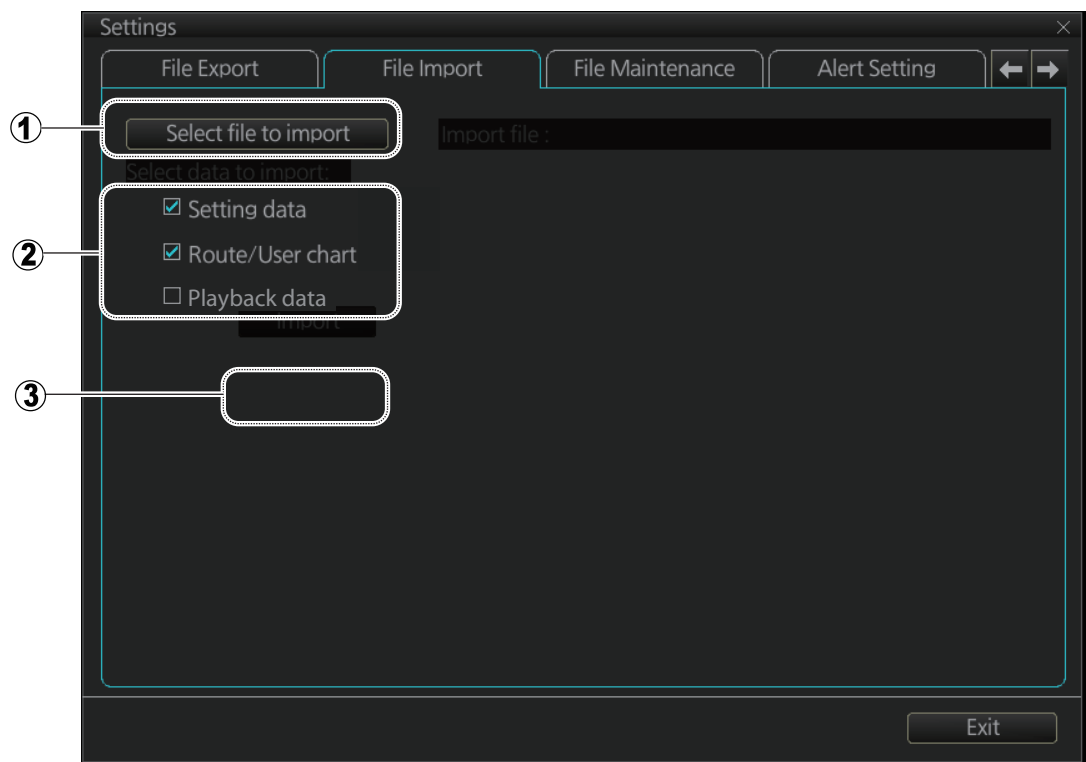 Settings
File Export File Import File Maintenance Alert Setting
1 Select file to import Import file :
Select data to import:
Setting data
2 Route/User chart
Playback data
Import
3
Exit